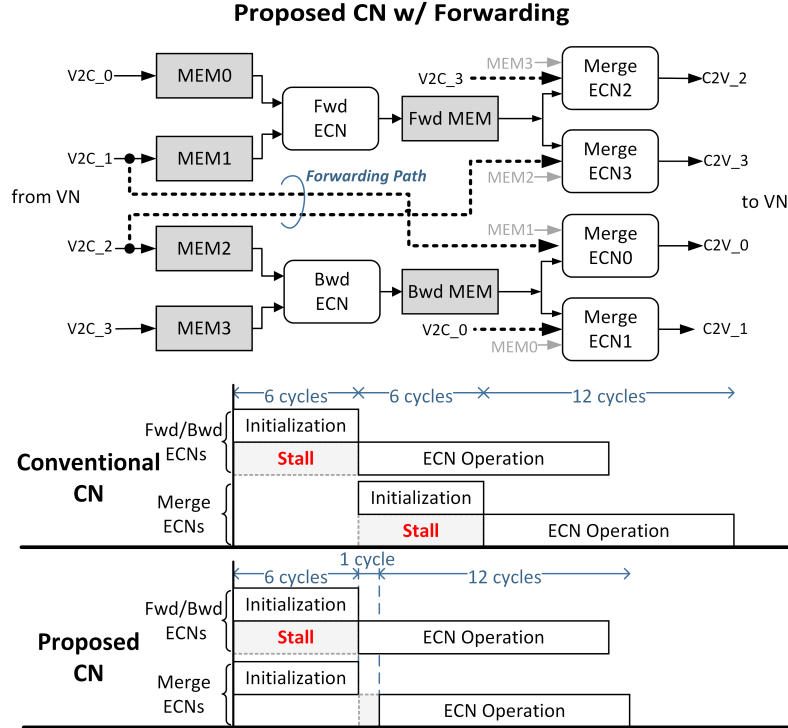 Proposed CN w/ Forwarding
V2C_0
MEM0
V2C_1
MEM1
Fwd
ECN
Fwd MEM
V2C_3
MEM3
Merge
ECN2
C2V_2
Merge
ECN3
C2V_3
MEM2
Forwarding Path
from VN
to VN
V2C_2
MEM2
V2C_3
MEM3
Bwd
ECN
Bwd MEM
MEM1
Merge
ECN0
C2V_0
V2C_0
MEM0
Merge
ECN1
C2V_1
6 cycles
6 cycles
12 cycles
Conventional
CN
Fwd/Bwd
ECNs
Initialization
Stall
ECN Operation
Merge
ECNs
Initialization
Stall
ECN Operation
1 cycle
6 cycles
12 cycles
Proposed
CN
Fwd/Bwd
ECNs
Initialization
Stall
ECN Operation
Merge
ECNs
Initialization
ECN Operation